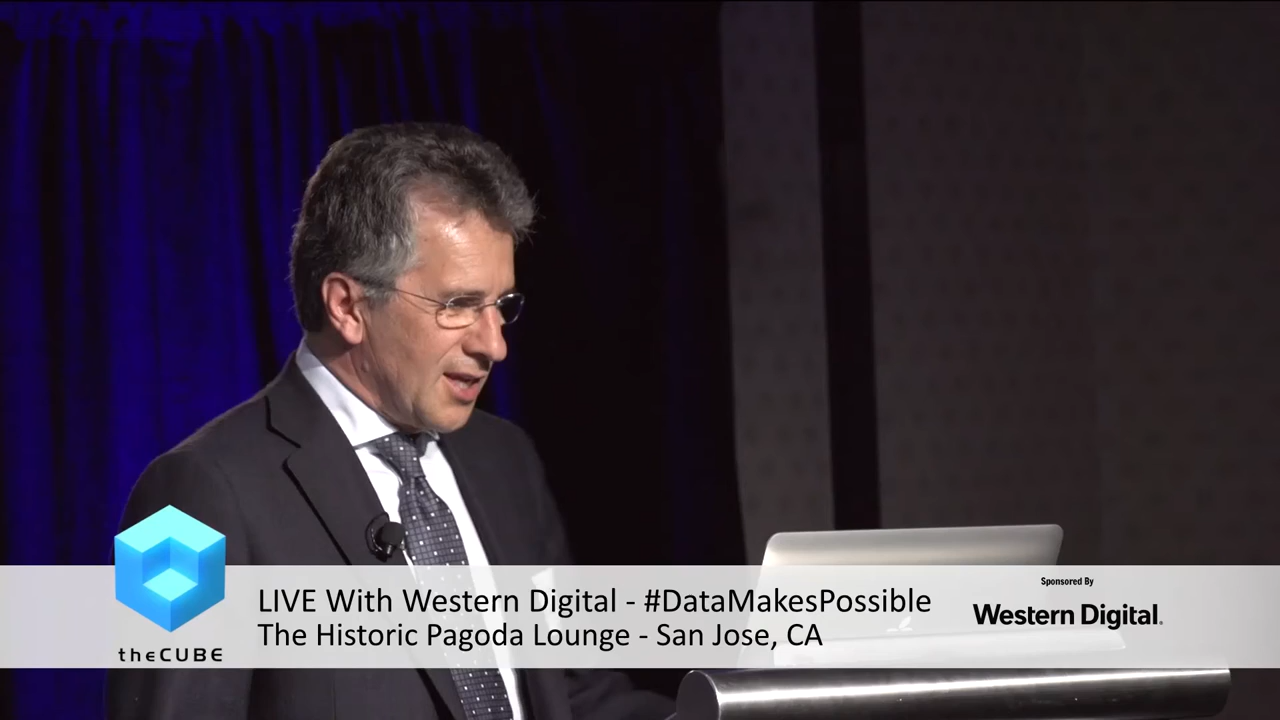 LIVE With Western Digital - #DataMakesPossible
The Historic Pagoda Lounge - San Jose, CA
theCUBE
Sponsored By
Western Digital.